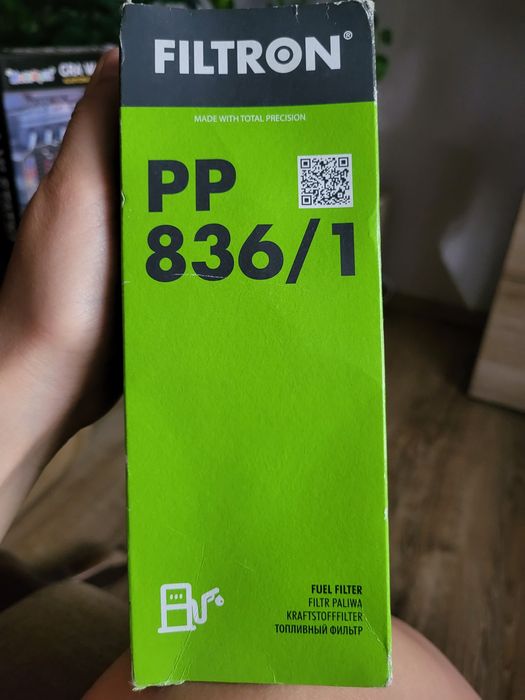 FILTRON®
MADE WITH TOTAL PRECISION
PP
836/1
FUEL FILTER
FILTR PALIWA
KRAFTSTOFFFILTER
ТОПЛИВНЫЙ ФИЛЬТР